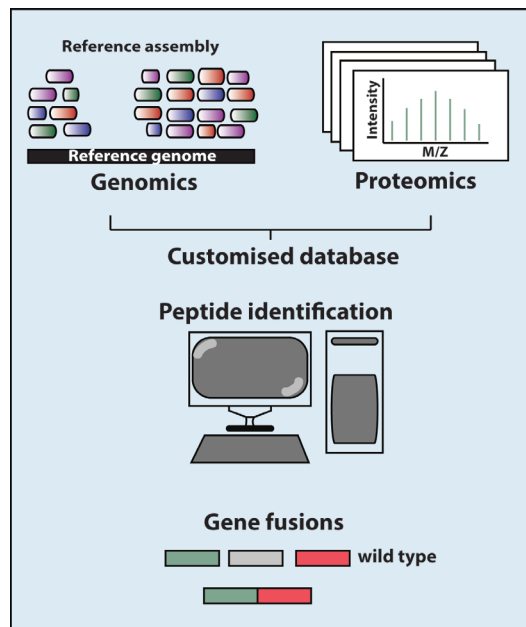 Reference assembly
Reference genome
Genomics
Intensity
M/Z
Proteomics
Customised database
Peptide identification
Gene fusions
wild type